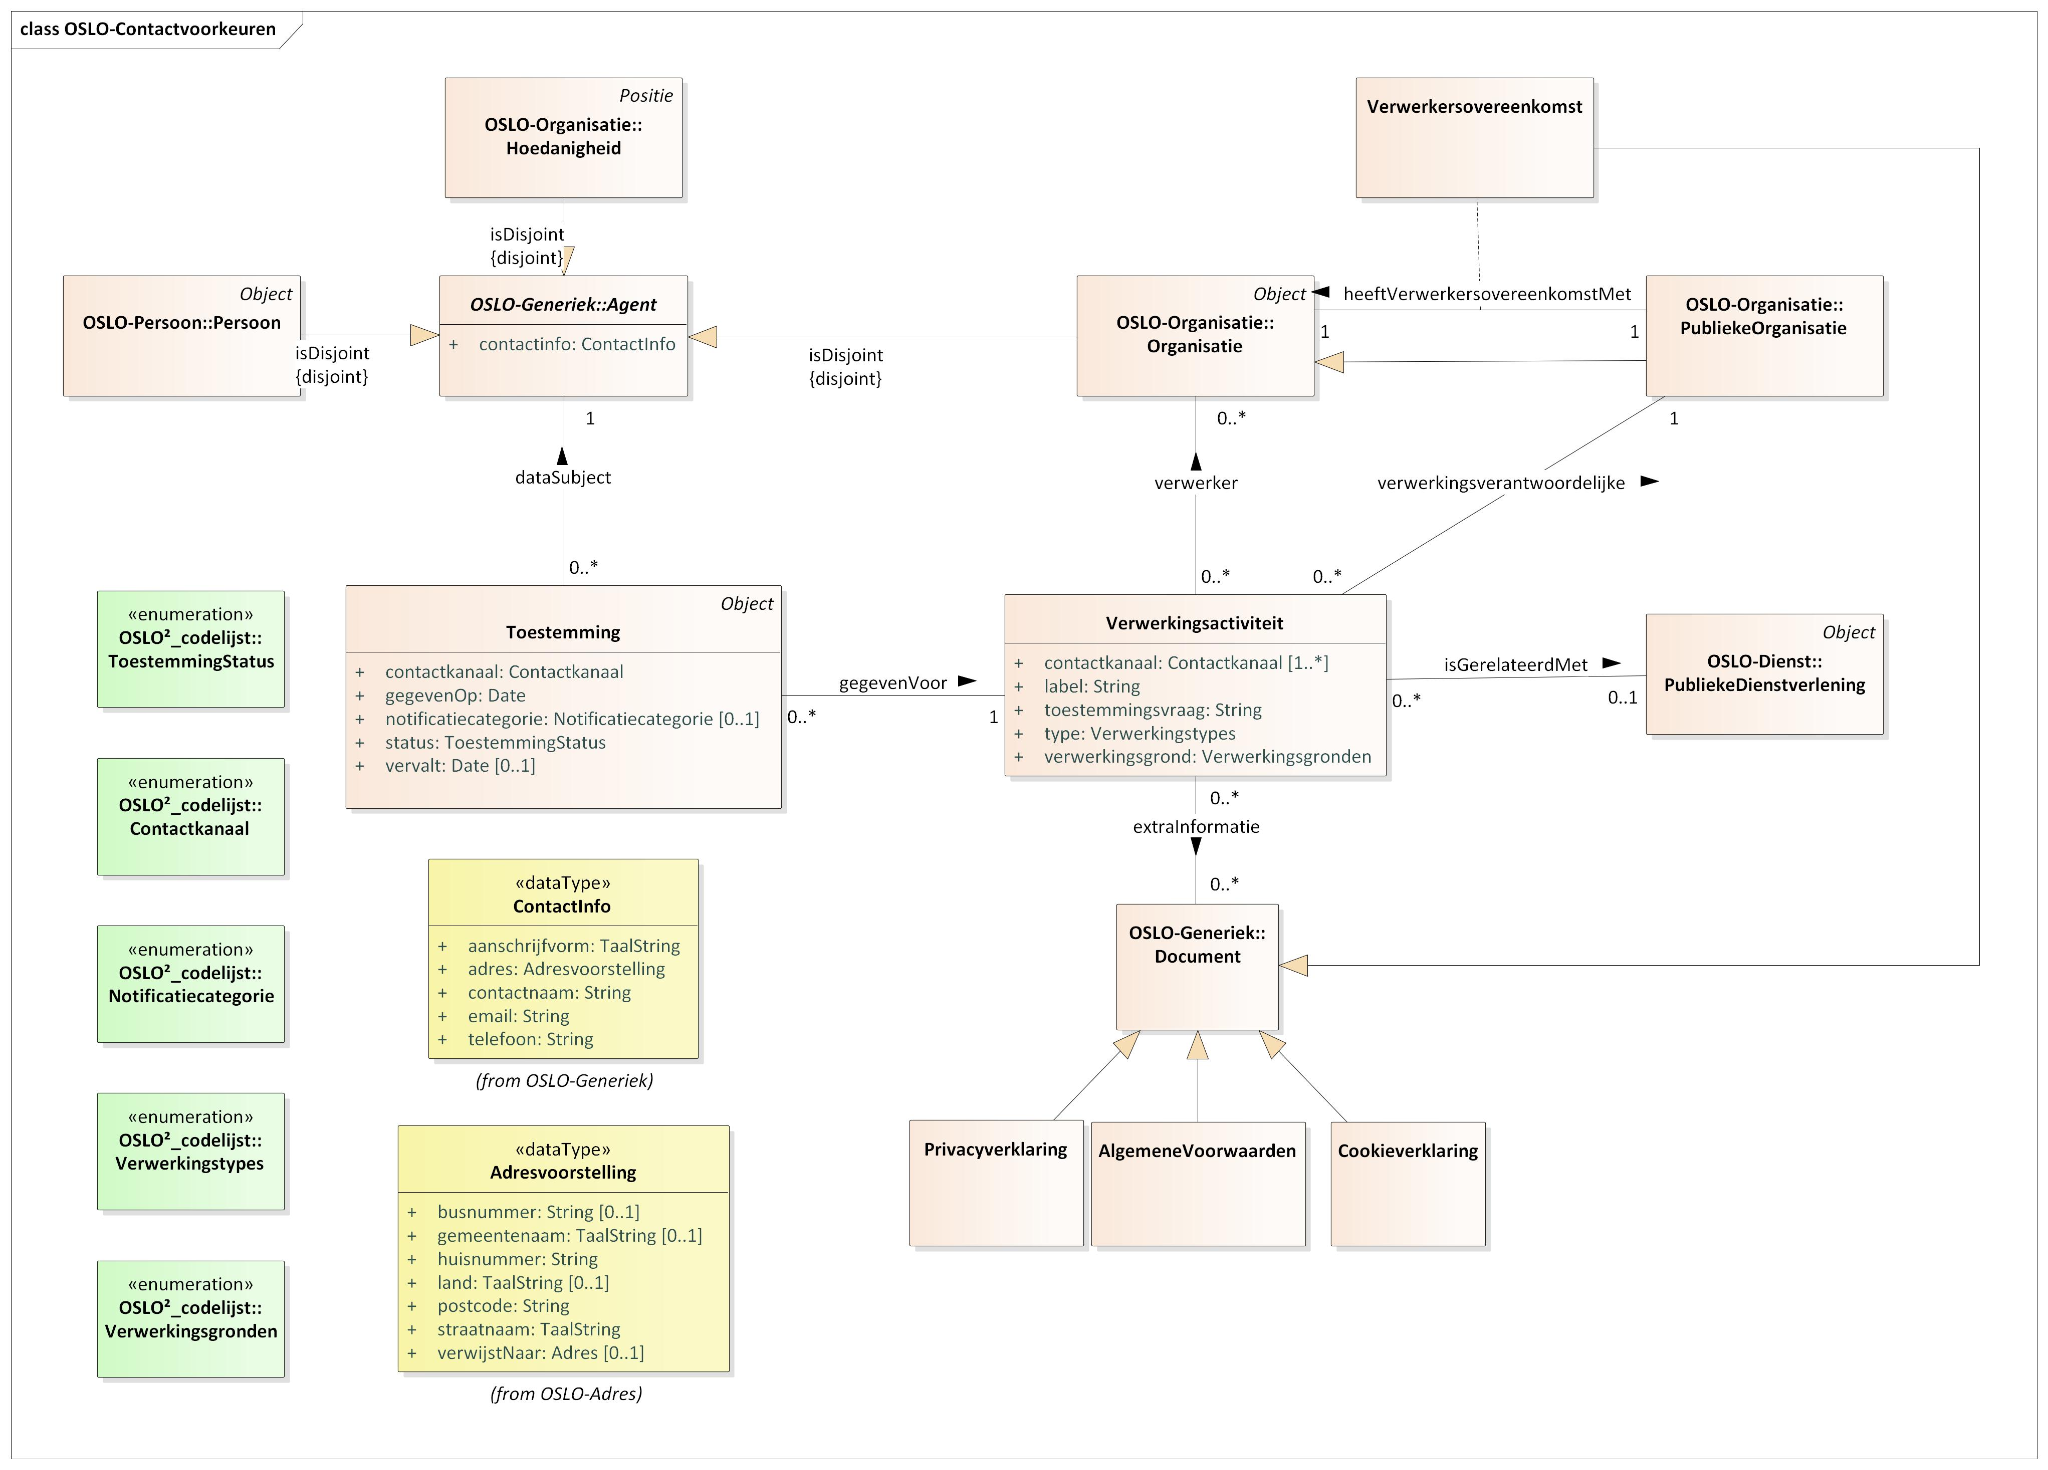 class OSLO-Contactvoorkeuren
Positie
OSLO-Organisatie::
Hoedanigheid
Verwerkersovereenkomst
isDisjoint
{disjoint}
Object
OSLO-Persoon::Persoon
isDisjoint
{disjoint}
OSLO-Generiek::Agent
+ contactinfo: ContactInfo
isDisjoint
{disjoint}
Object
OSLO-Organisatie::
Organisatie
heeftVerwerkersovereenkomstMet
1
1
OSLO-Organisatie::
PubliekeOrganisatie
1
dataSubject
0..*
0..*
verwerker
0..*
1
verwerkingsverantwoordelijke
0..*
Object
Toestemming
+ contactkanaal: Contactkanaal
+ gegevenOp: Date
+ notificatiecategorie: Notificatiecategorie [0..1]
+ status: ToestemmingStatus
+ vervalt: Date [0..1]
gegevenVoor
0..*
1
Verwerkingsactiviteit
+ contactkanaal: Contactkanaal [1..*]
+ label: String
+ toestemmingsvraag: String
+ type: Verwerkingstypes
+ verwerkingsgrond: Verwerkingsgronden
isGerelateerdMet
0..*
0..1
Object
OSLO-Dienst::
PubliekeDienstverlening
0..*
extraInformatie
0..*
OSLO-Generiek::
Document
Privacyverklaring
AlgemeneVoorwaarden
Cookieverklaring
«enumeration»
OSLO²_codelijst::
ToestemmingStatus
«enumeration»
OSLO²_codelijst::
Contactkanaal
«enumeration»
OSLO²_codelijst::
Notificatiecategorie
«enumeration»
OSLO²_codelijst::
Verwerkingstypes
«enumeration»
OSLO²_codelijst::
Verwerkingsgronden
«dataType»
ContactInfo
+ aanschrijfvorm: TaalString
+ adres: Adresvoorstelling
+ contactnaam: String
+ email: String
+ telefoon: String
(from OSLO-Generiek)
«dataType»
Adresvoorstelling
+ busnummer: String [0..1]
+ gemeentenaam: TaalString [0..1]
+ huisnummer: String
+ land: TaalString [0..1]
+ postcode: String
+ straatnaam: TaalString
+ verwijstNaar: Adres [0..1]
(from OSLO-Adres)